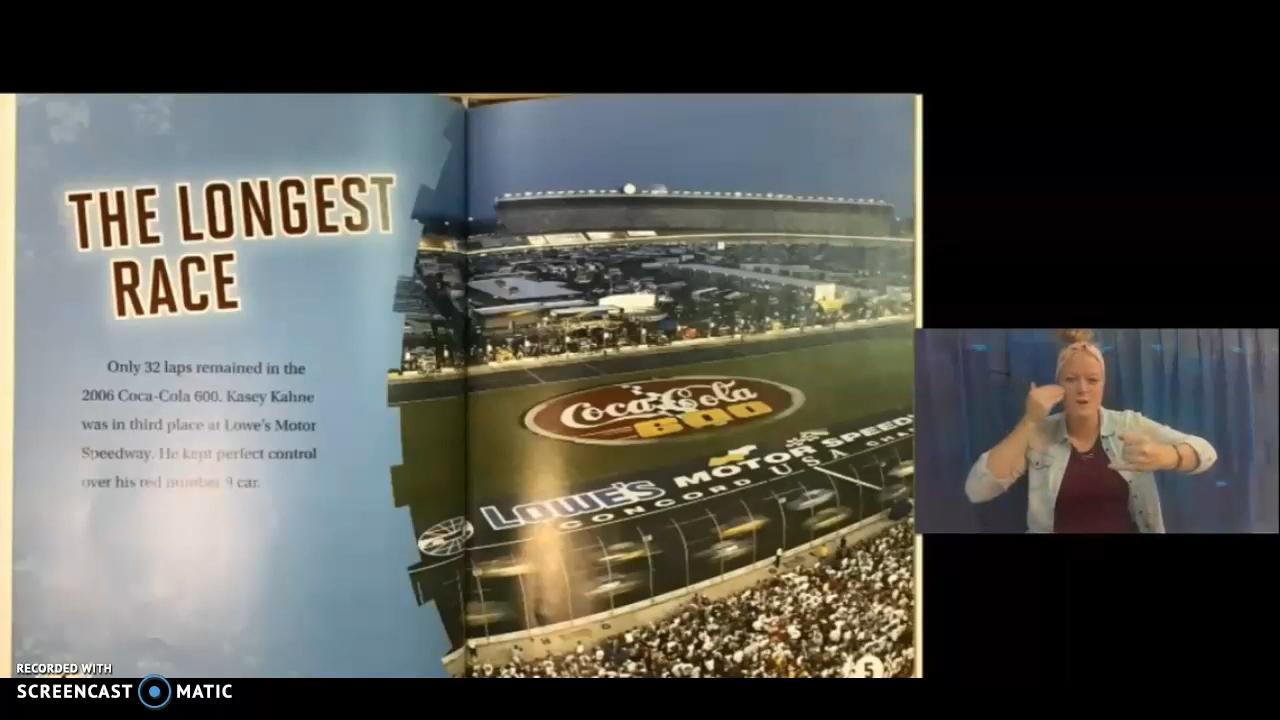 THE LONGEST
RACE
Only 32 laps remained in the
2006 Coca-Cola 600. Kasey Kahne
was in third place at Lowe's Motor
Speedway. He kept perfect control
over his red number 9 car.
Coca-Cola
600
LOWE'S MOTOR SPEED
CONCORD USA
5
RECORDED WITH
SCREENCAST MATIC